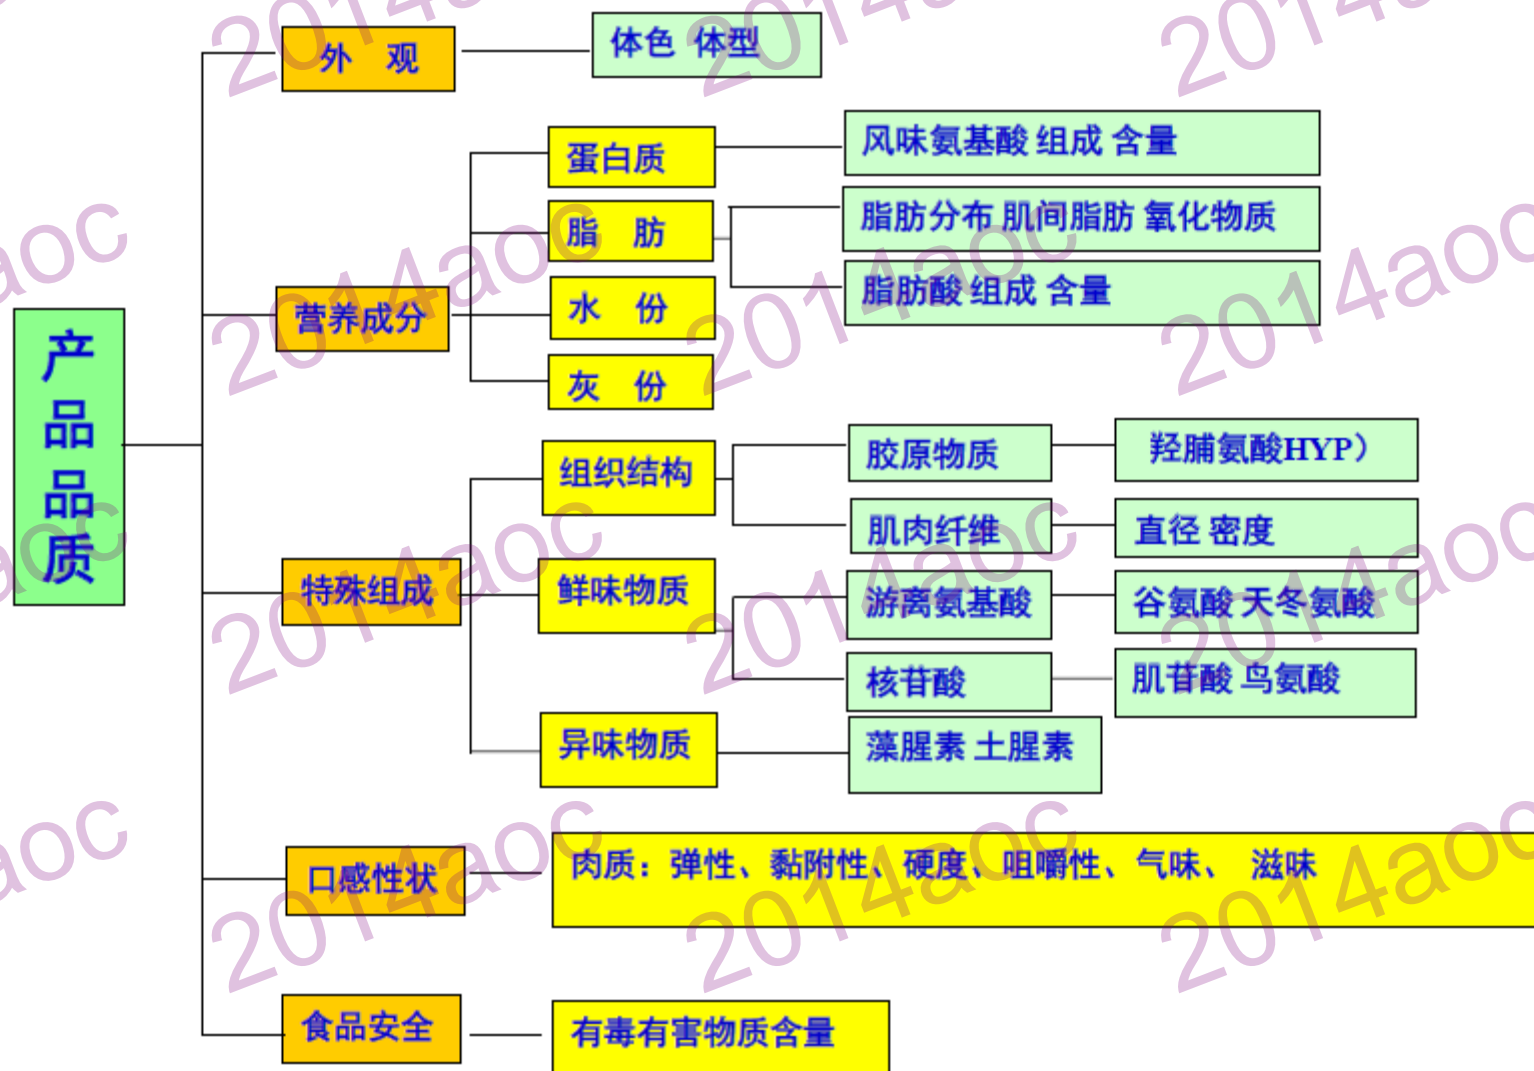 外 观
体色 体型
产品品质
营养成分
蛋白质
风味氨基酸 组成 含量
脂 肪
脂肪分布 肌间脂肪 氧化物质
脂肪酸 组成 含量
水 份
灰 份
特殊组成
组织结构
胶原物质
羟脯氨酸HYP）
肌肉纤维
直径 密度
鲜味物质
游离氨基酸
谷氨酸 天冬氨酸
核苷酸
肌苷酸 鸟氨酸
异味物质
藻腥素 土腥素
口感性状
肉质：弹性、黏附性、硬度、咀嚼性、气味、 滋味
食品安全
有毒有害物质含量
2014aoc